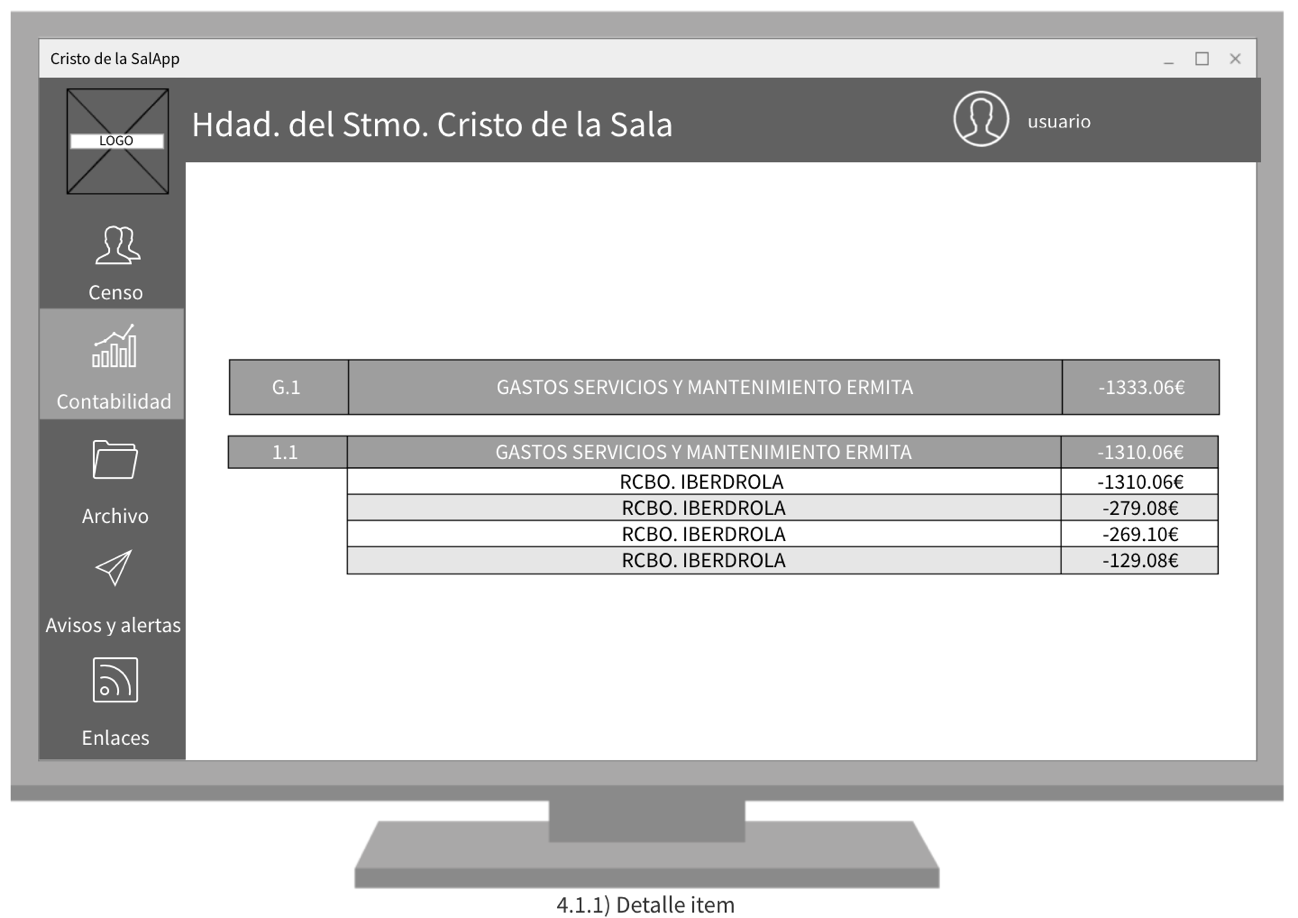 Cristo de la SalApp
LOGO
Hdad. del Stmo. Cristo de la Sala
usuario
Censo
Contabilidad
Archivo
Avisos y alertas
Enlaces
G.1 GASTOS SERVICIOS Y MANTENIMIENTO ERMITA -1333.06€
1.1 GASTOS SERVICIOS Y MANTENIMIENTO ERMITA -1310.06€
RCBO. IBERDROLA -1310.06€
RCBO. IBERDROLA -279.08€
RCBO. IBERDROLA -269.10€
RCBO. IBERDROLA -129.08€
4.1.1) Detalle item